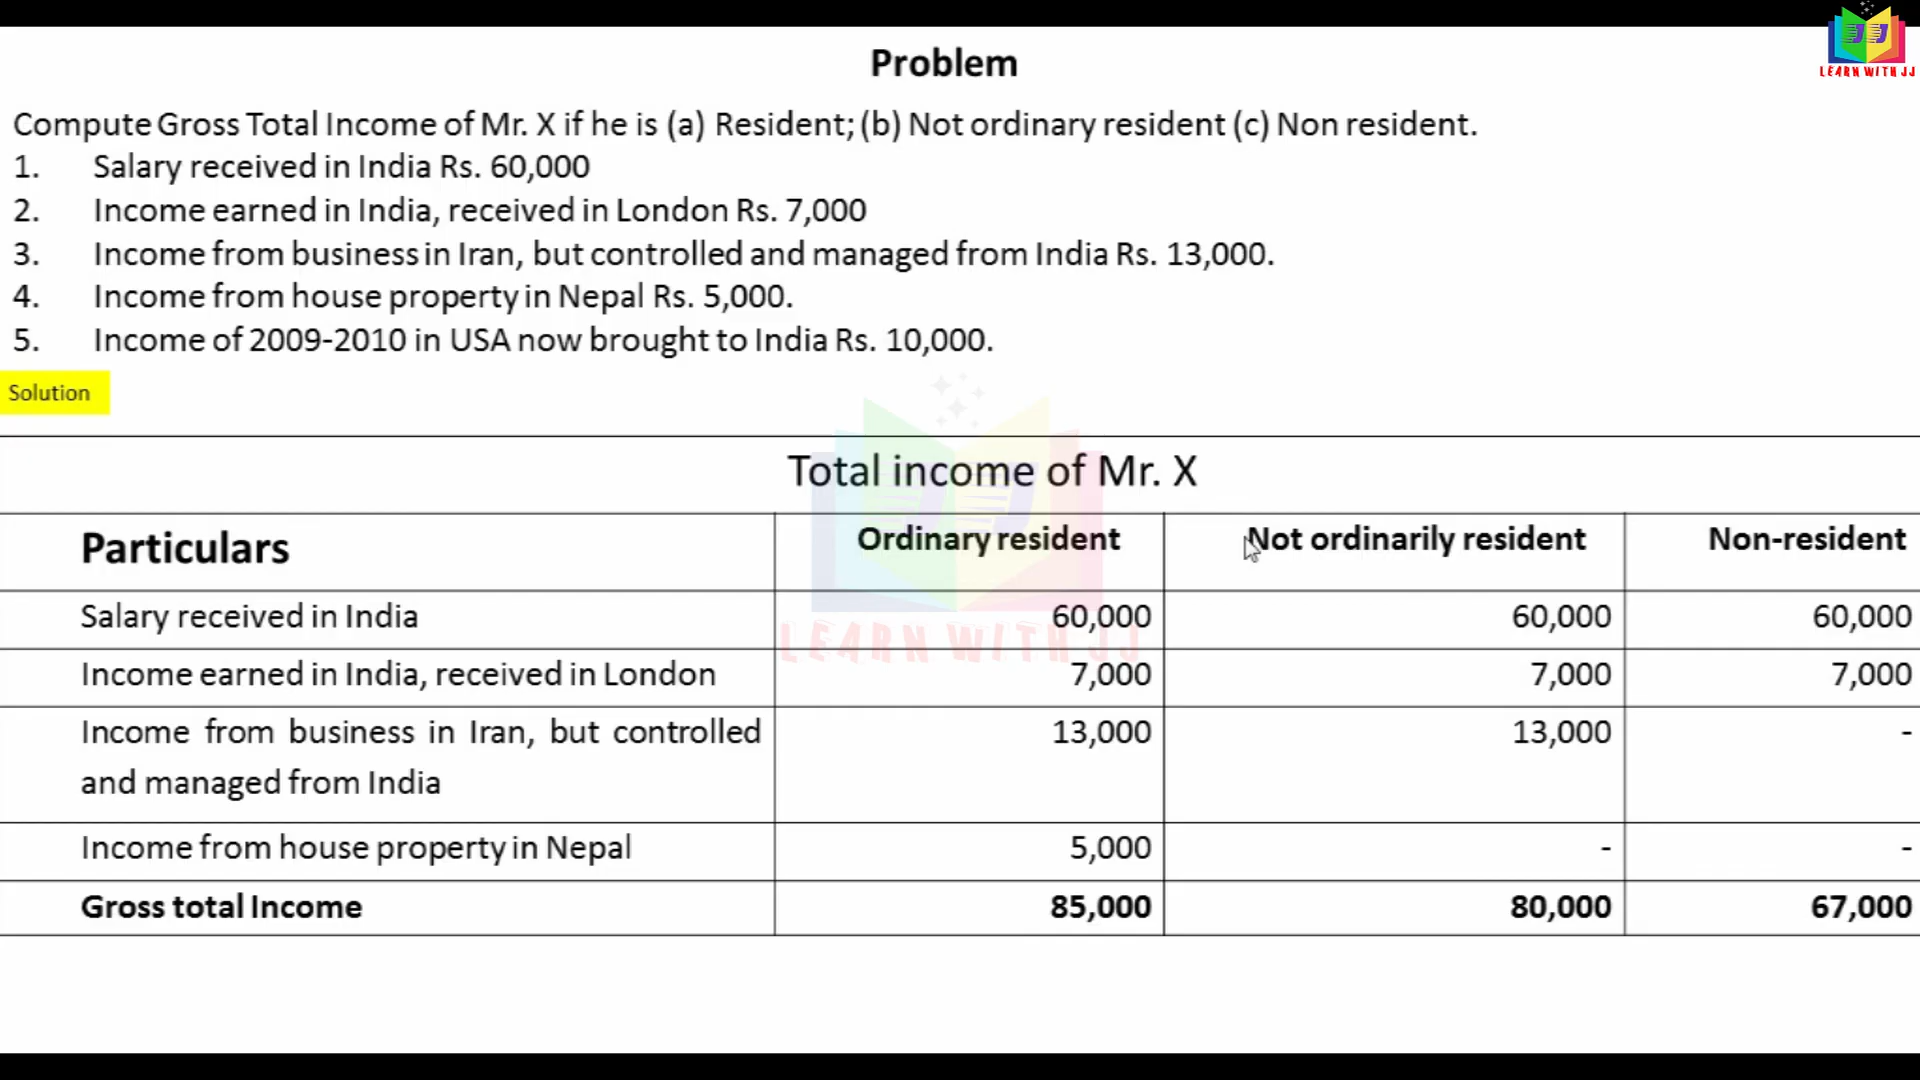 LEARN WITH JJ
Problem
Compute Gross Total Income of Mr. X if he is (a) Resident; (b) Not ordinary resident (c) Non resident.
1. Salary received in India Rs. 60,000
2. Income earned in India, received in London Rs. 7,000
3. Income from business in Iran, but controlled and managed from India Rs. 13,000.
4. Income from house property in Nepal Rs. 5,000.
5. Income of 2009-2010 in USA now brought to India Rs. 10,000.
Solution
Total income of Mr. X
Particulars Ordinary resident Not ordinarily resident Non-resident
Salary received in India 60,000 60,000 60,000
LEARN WITH JJ
Income earned in India, received in London 7,000 7,000 7,000
Income from business in Iran, but controlled 13,000 13,000 -
and managed from India
Income from house property in Nepal 5,000 - -
Gross total Income 85,000 80,000 67,000